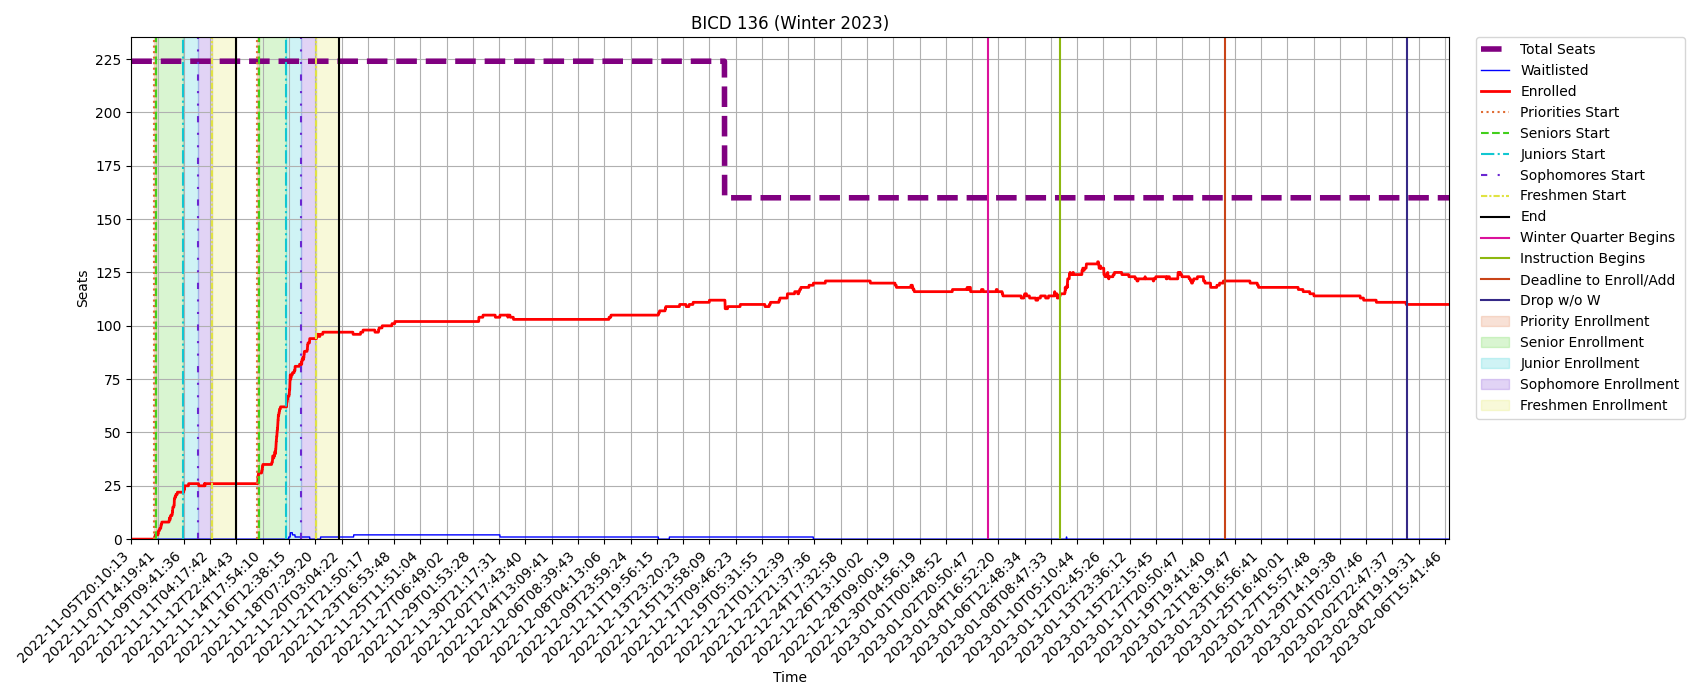 BICD 136 (Winter 2023)
Seats
225
200
175
150
125
100
75
50
25
0
2022-11-05T20:10:13
2022-11-07T14:19:41
2022-11-09T09:41:36
2022-11-11T04:17:42
2022-11-12T22:44:43
2022-11-14T17:54:10
2022-11-16T12:38:15
2022-11-18T07:29:20
2022-11-20T03:04:22
2022-11-21T21:50:17
2022-11-23T16:53:48
2022-11-25T11:51:04
2022-11-27T06:49:02
2022-11-29T01:53:28
2022-11-30T21:17:31
2022-12-02T17:43:40
2022-12-04T13:09:41
2022-12-06T08:39:43
2022-12-08T04:13:06
2022-12-09T23:59:24
2022-12-11T19:56:15
2022-12-13T23:20:23
2022-12-15T13:58:09
2022-12-17T09:46:23
2022-12-19T05:31:55
2022-12-21T01:12:39
2022-12-22T21:37:36
2022-12-24T17:32:58
2022-12-26T13:10:02
2022-12-28T09:00:19
2022-12-30T04:56:19
2023-01-01T00:48:52
2023-01-02T20:50:47
2023-01-04T16:52:20
2023-01-06T12:48:34
2023-01-08T08:47:33
2023-01-10T05:10:44
2023-01-12T02:45:26
2023-01-13T23:36:12
2023-01-15T22:15:45
2023-01-17T20:50:47
2023-01-19T19:41:40
2023-01-21T18:19:47
2023-01-23T16:56:41
2023-01-25T16:40:01
2023-01-27T15:57:48
2023-01-29T14:19:38
2023-02-01T02:07:46
2023-02-02T22:47:37
2023-02-04T19:19:31
2023-02-06T15:41:46
Time
Total Seats
Waitlisted
Enrolled
Priorities Start
Seniors Start
Juniors Start
Sophomores Start
Freshmen Start
End
Winter Quarter Begins
Instruction Begins
Deadline to Enroll/Add
Drop w/o W
Priority Enrollment
Senior Enrollment
Junior Enrollment
Sophomore Enrollment
Freshmen Enrollment